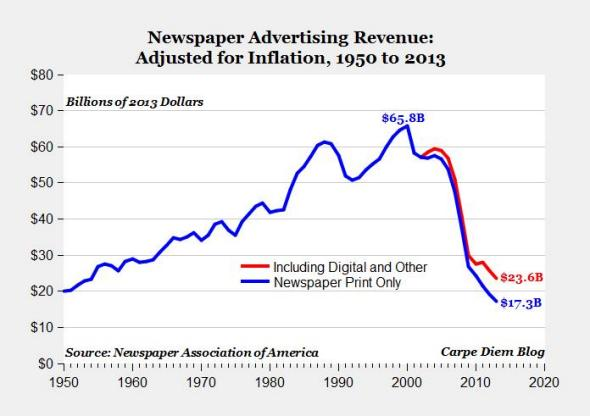 Newspaper Advertising Revenue:
Adjusted for Inflation, 1950 to 2013
$80
Billions of 2013 Dollars
$70
$65.8B
$60
$50
$40
$30
Including Digital and Other
$23.6B
Newspaper Print Only
$20
$17.3B
$10
Source: Newspaper Association of America
Carpe Diem Blog
$0
1950 1960 1970 1980 1990 2000 2010 2020